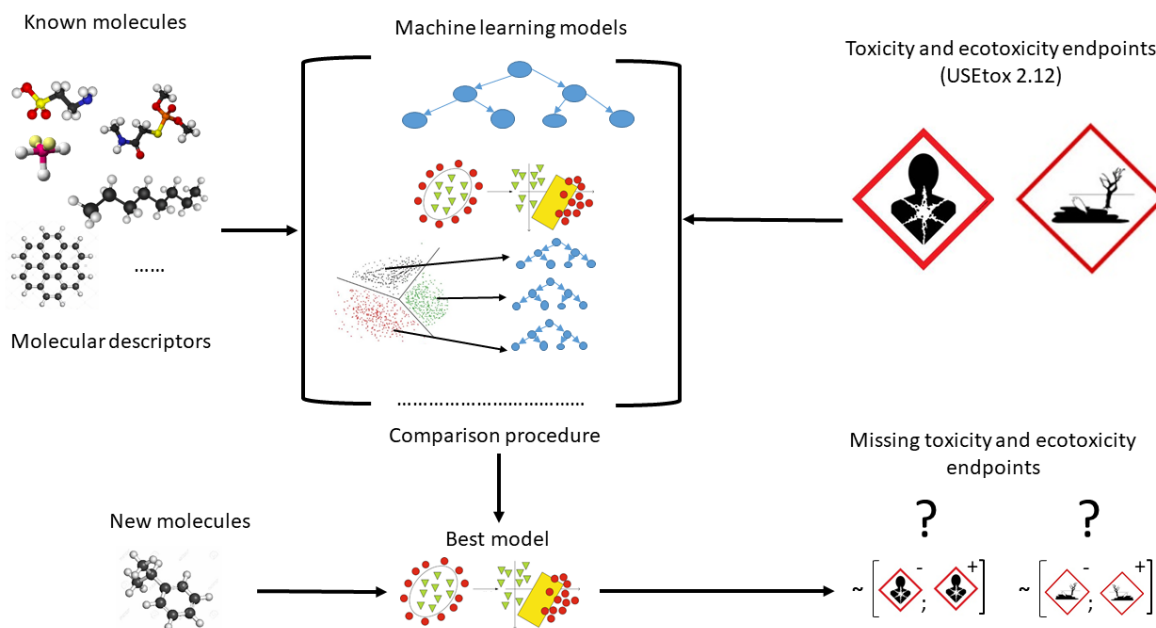 Known molecules
Machine learning models
Toxicity and ecotoxicity endpoints
(USEtox 2.12)
......
Molecular descriptors
....................................
Comparison procedure
Missing toxicity and ecotoxicity
endpoints
New molecules
Best model
? ?
~ [ - ; + ] ~ [ - ; + ]